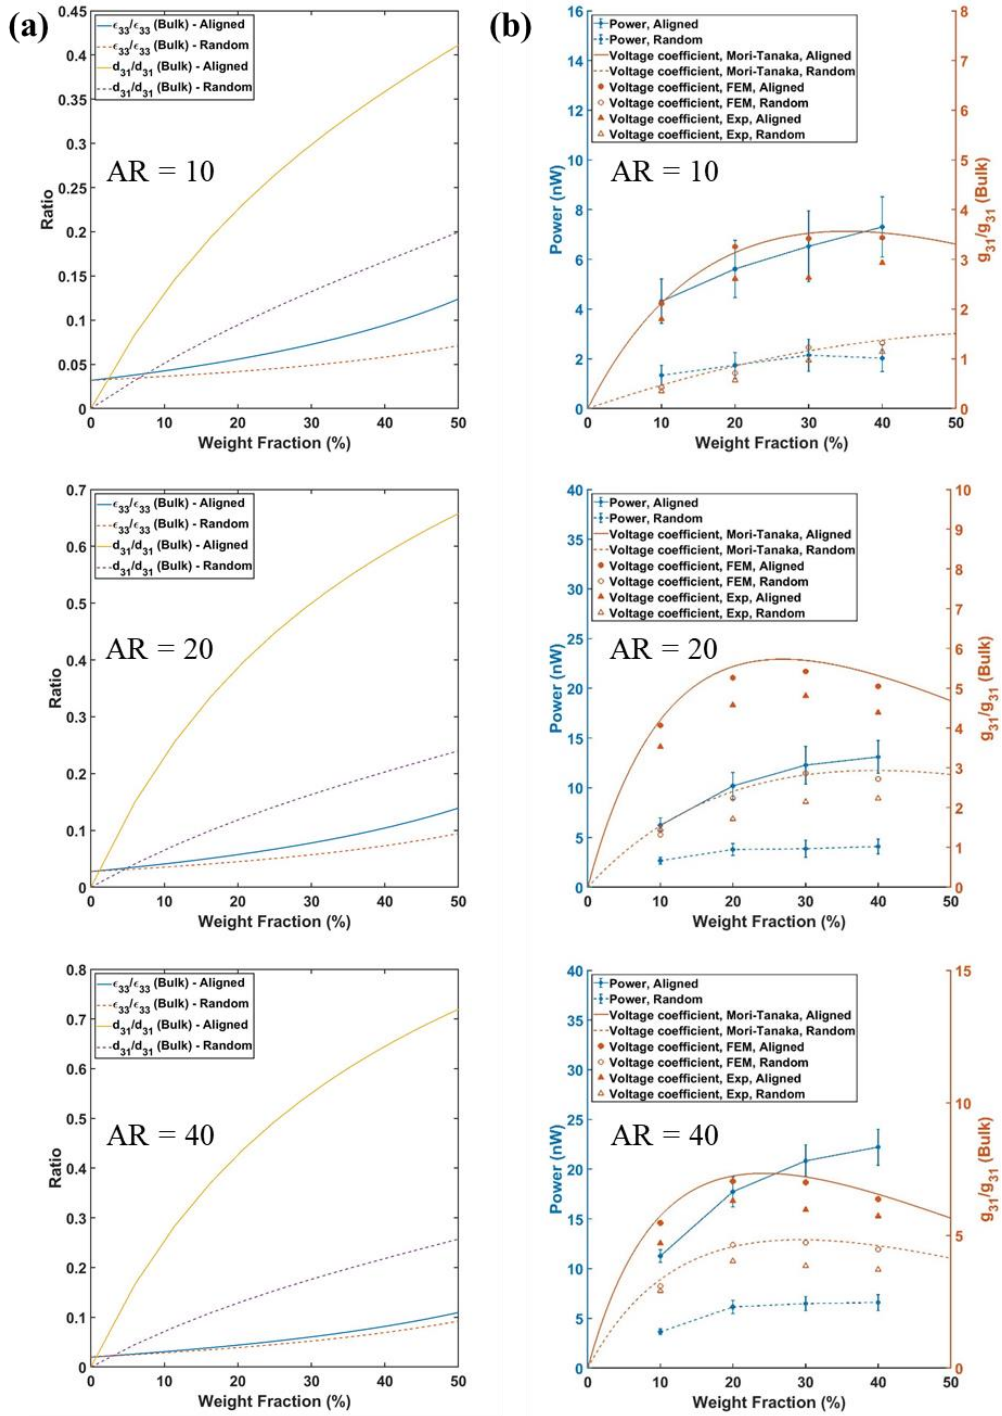 (a)
0.45
0.4
0.35
0.3
0.25
0.2
0.15
0.1
0.05
0
Ratio
ϵ33/ϵ33 (Bulk) - Aligned
ϵ33/ϵ33 (Bulk) - Random
d31/d31 (Bulk) - Aligned
d31/d31 (Bulk) - Random
AR = 10
0 10 20 30 40 50
Weight Fraction (%)
(b)
16
14
12
10
8
6
4
2
0
Power (nW)
Power, Aligned
Power, Random
Voltage coefficient, Mori-Tanaka, Aligned
Voltage coefficient, Mori-Tanaka, Random
Voltage coefficient, FEM, Aligned
Voltage coefficient, FEM, Random
Voltage coefficient, Exp, Aligned
Voltage coefficient, Exp, Random
AR = 10
8
7
6
5
4
3
2
1
0
g31/g31 (Bulk)
0 10 20 30 40 50
Weight Fraction (%)
0.7
0.6
0.5
0.4
0.3
0.2
0.1
0
Ratio
ϵ33/ϵ33 (Bulk) - Aligned
ϵ33/ϵ33 (Bulk) - Random
d31/d31 (Bulk) - Aligned
d31/d31 (Bulk) - Random
AR = 20
0 10 20 30 40 50
Weight Fraction (%)
40
35
30
25
20
15
10
5
0
Power (nW)
Power, Aligned
Power, Random
Voltage coefficient, Mori-Tanaka, Aligned
Voltage coefficient, Mori-Tanaka, Random
Voltage coefficient, FEM, Aligned
Voltage coefficient, FEM, Random
Voltage coefficient, Exp, Aligned
Voltage coefficient, Exp, Random
AR = 20
10
9
8
7
6
5
4
3
2
1
0
g31/g31 (Bulk)
0 10 20 30 40 50
Weight Fraction (%)
0.8
0.7
0.6
0.5
0.4
0.3
0.2
0.1
0
Ratio
ϵ33/ϵ33 (Bulk) - Aligned
ϵ33/ϵ33 (Bulk) - Random
d31/d31 (Bulk) - Aligned
d31/d31 (Bulk) - Random
AR = 40
0 10 20 30 40 50
Weight Fraction (%)
40
35
30
25
20
15
10
5
0
Power (nW)
Power, Aligned
Power, Random
Voltage coefficient, Mori-Tanaka, Aligned
Voltage coefficient, Mori-Tanaka, Random
Voltage coefficient, FEM, Aligned
Voltage coefficient, FEM, Random
Voltage coefficient, Exp, Aligned
Voltage coefficient, Exp, Random
AR = 40
15
10
5
0
g31/g31 (Bulk)
0 10 20 30 40 50
Weight Fraction (%)